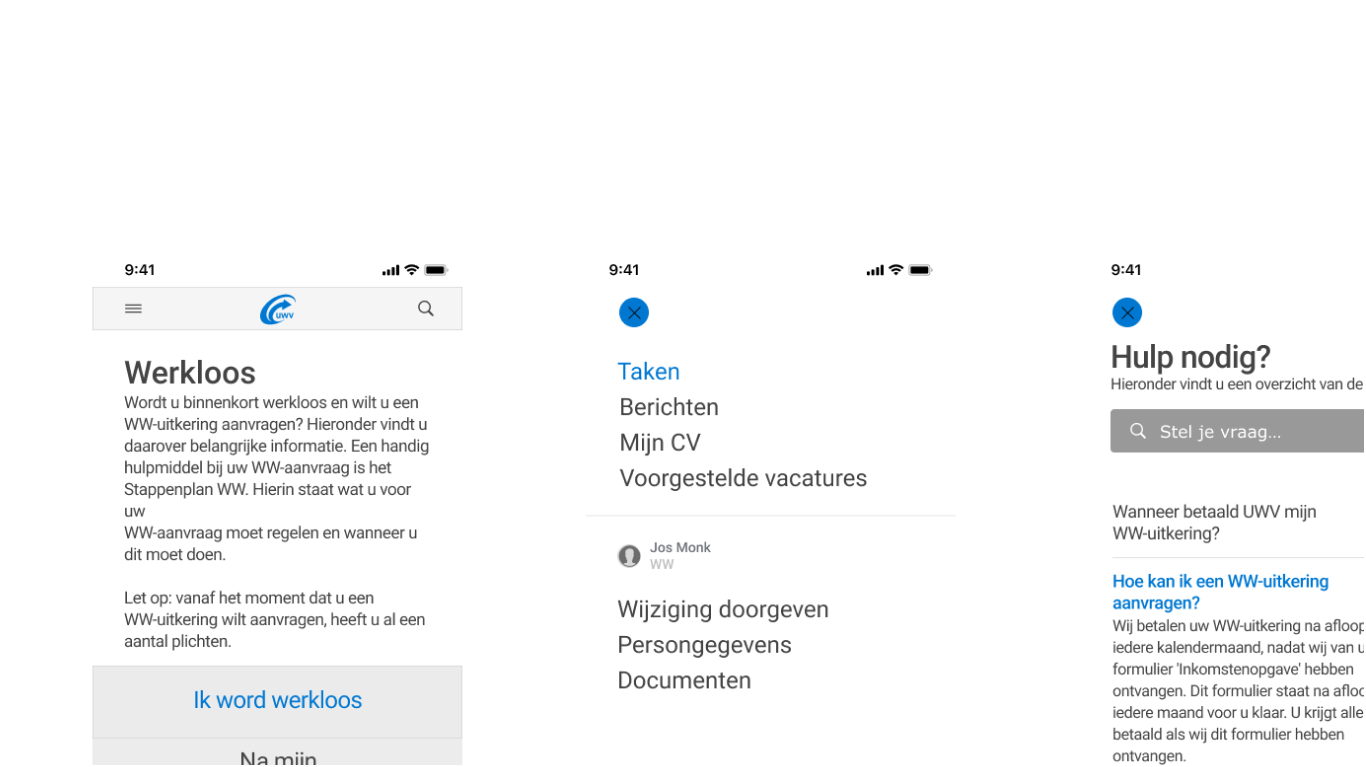 9:41
UWV
Werkloos
Wordt u binnenkort werkloos en wilt u een
WW-uitkering aanvragen? Hieronder vindt u
daarover belangrijke informatie. Een handig
hulpmiddel bij uw WW-aanvraag is het
Stappenplan WW. Hierin staat wat u voor
uw
WW-aanvraag moet regelen en wanneer u
dit moet doen.
Let op: vanaf het moment dat u een
WW-uitkering wilt aanvragen, heeft u al een
aantal plichten.
Ik word werkloos
Na mijn
9:41
Taken
Berichten
Mijn CV
Voorgestelde vacatures
Jos Monk
WW
Wijziging doorgeven
Persongegevens
Documenten
9:41
Hulp nodig?
Hieronder vindt u een overzicht van de
Stel je vraag...
Wanneer betaald UWV mijn
WW-uitkering?
Hoe kan ik een WW-uitkering
aanvragen?
Wij betalen uw WW-uitkering na afloop
iedere kalendermaand, nadat wij van u
formulier 'Inkomstenopgave' hebben
ontvangen. Dit formulier staat na afloo
iedere maand voor u klaar. U krijgt alle
betaald als wij dit formulier hebben
ontvangen.